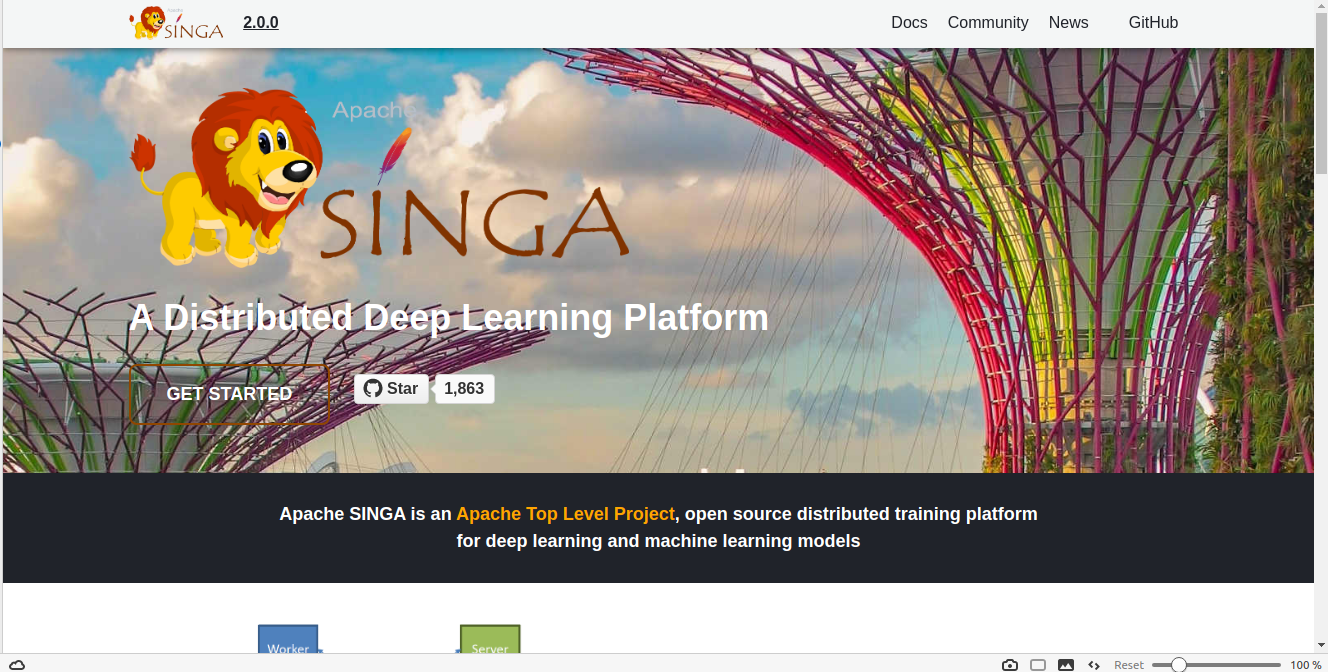 Apache
SINGA
2.0.0
Docs Community News GitHub
Apache
SINGA
A Distributed Deep Learning Platform
GET STARTED
Star 1,863
Apache SINGA is an Apache Top Level Project, open source distributed training platform
for deep learning and machine learning models
Worker Server
Reset 100 %